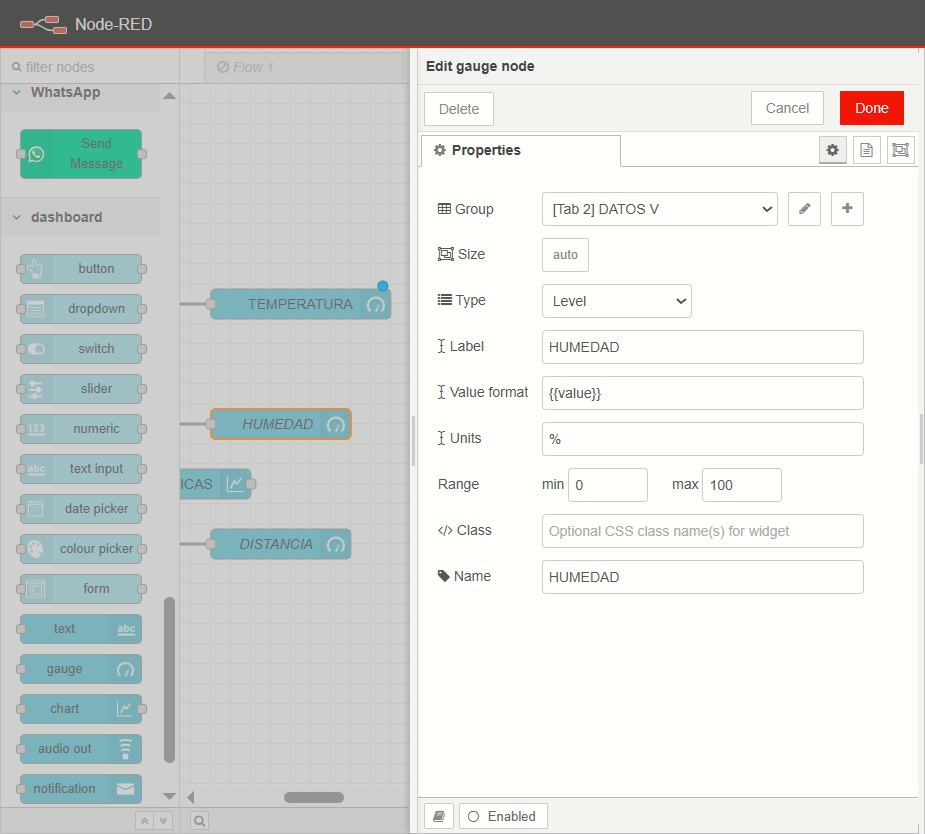 Node-RED
filter nodes
Flow 1
Edit gauge node
WhatsApp
Delete
Cancel
Done
Send
Message
Properties
dashboard
Group
[Tab 2] DATOS V
Size
auto
button
dropdown
TEMPERATURA
Type
Level
switch
Label
HUMEDAD
slider
Value format
{{value}}
123
numeric
HUMEDAD
Units
%
abc
text input
ICAS
Range
min
0
max
100
date picker
Class
Optional CSS class name(s) for widget
colour picker
DISTANCIA
form
Name
HUMEDAD
text
abc
gauge
chart
audio out
notification
Enabled